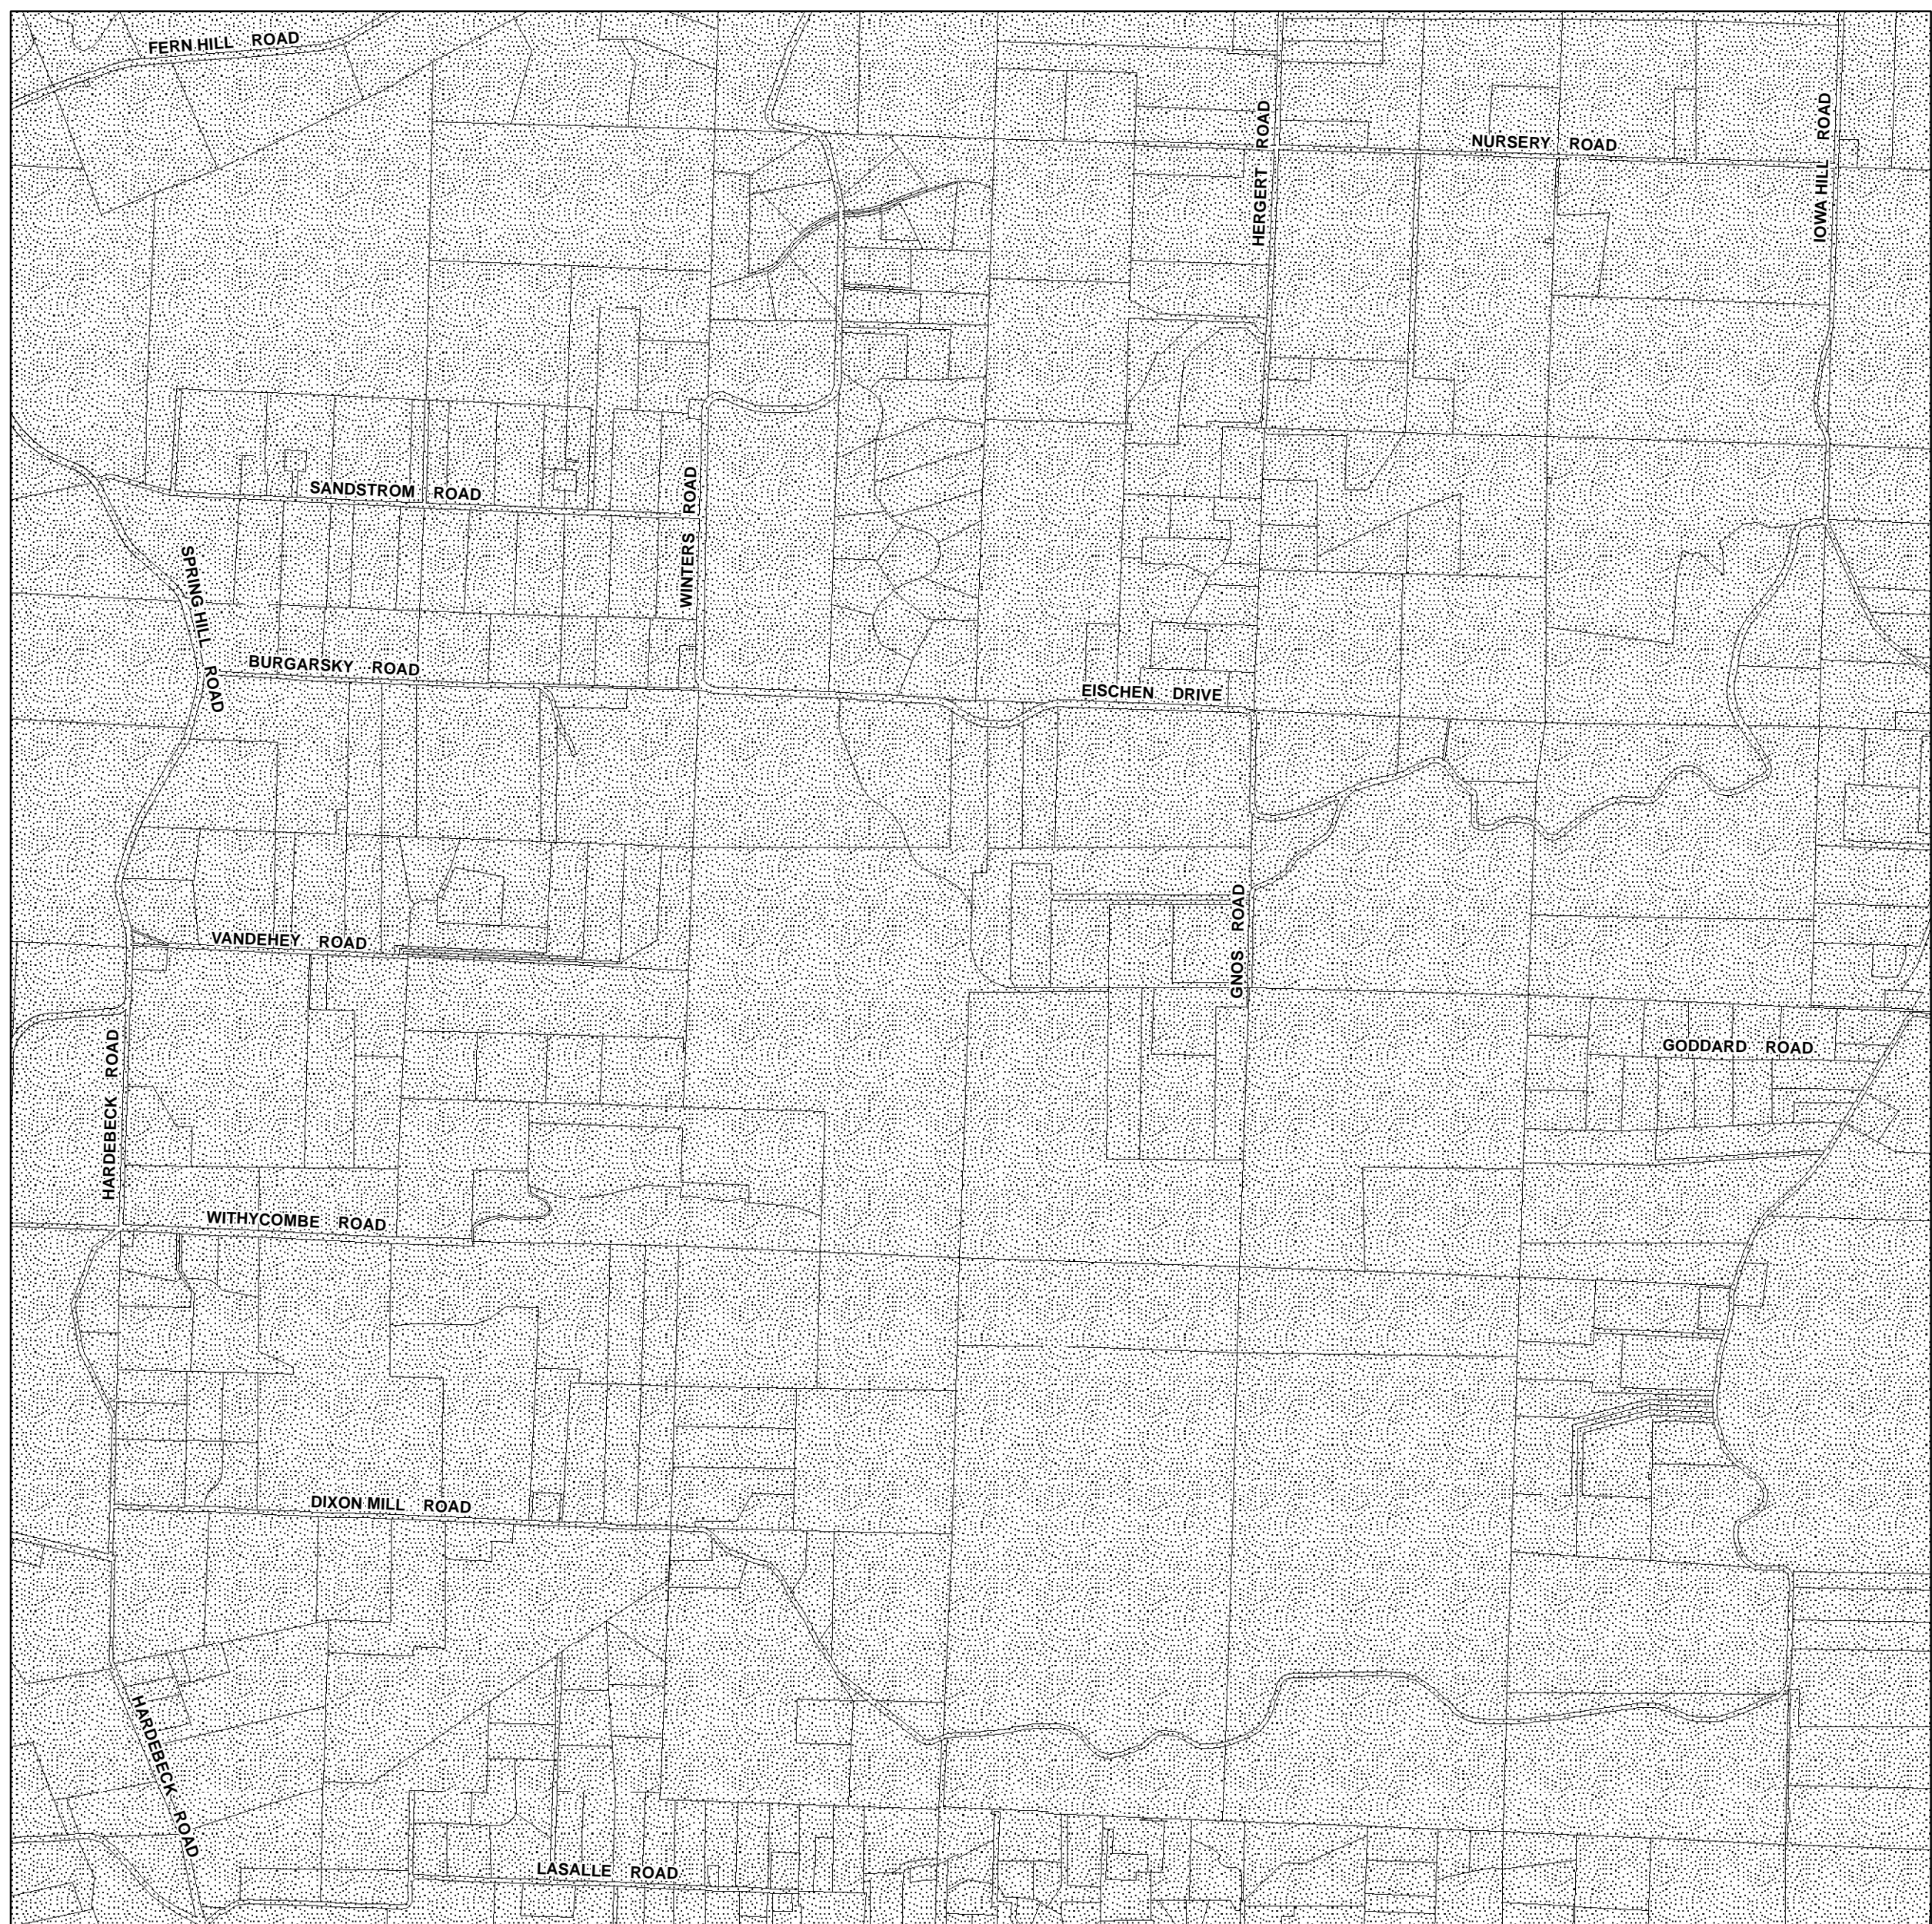 FERN HILL ROAD
NURSERY ROAD
HERGERT ROAD
IOWA HILL ROAD
SANDSTROM ROAD
WINTERS ROAD
SPRING HILL ROAD
BURGARSKY ROAD
EISCHEN DRIVE
GNOS ROAD
VANDEHEY ROAD
GODDARD ROAD
HARDEBECK ROAD
WITHYCOMBE ROAD
DIXON MILL ROAD
HARDEBECK ROAD
LASALLE ROAD